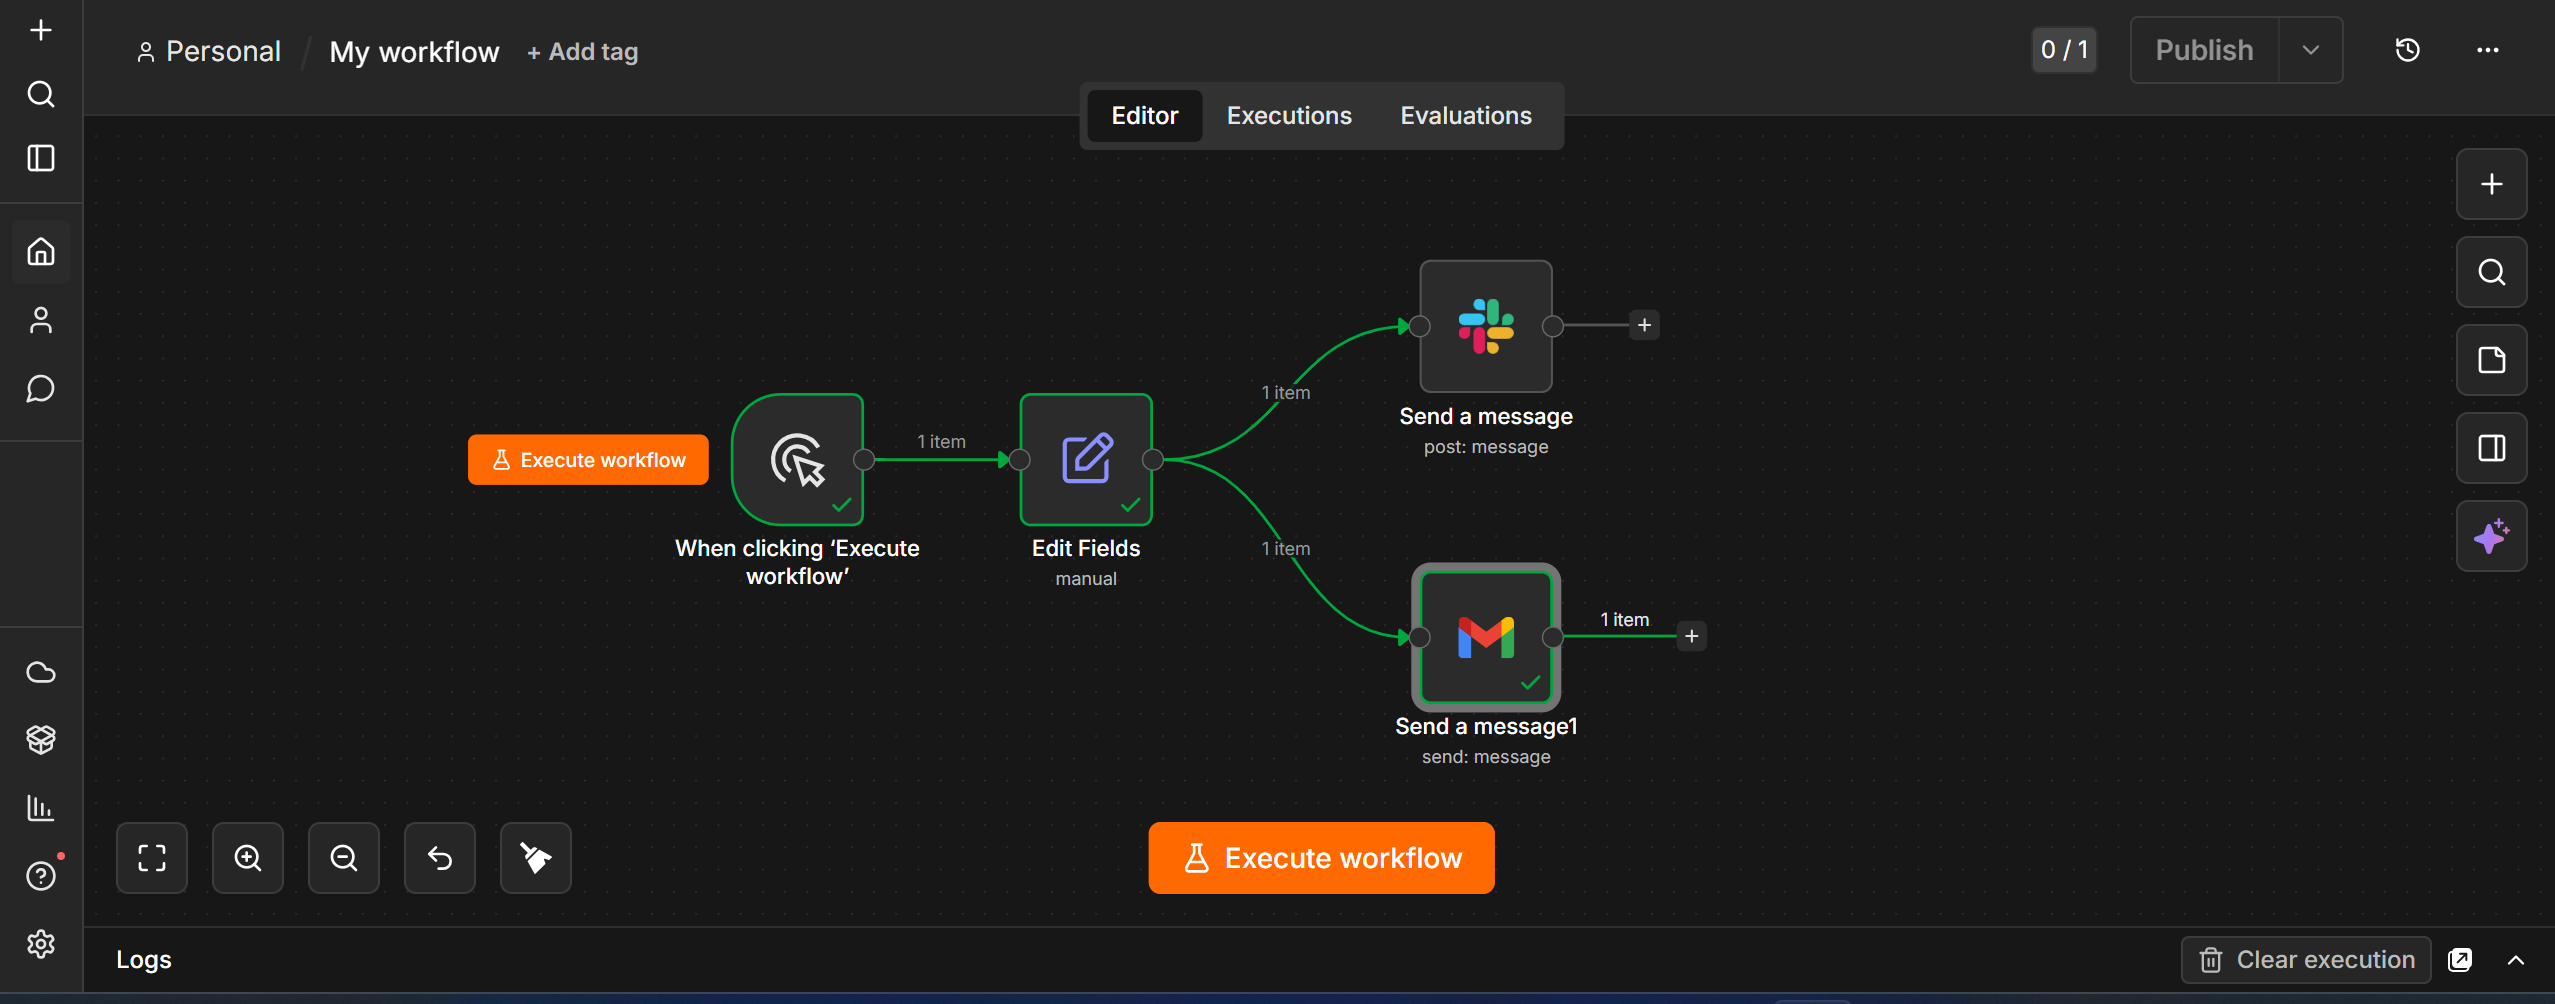 Personal / My workflow + Add tag
0 / 1
Publish
Editor Executions Evaluations
Execute workflow
When clicking ‘Execute
workflow’
1 item
Edit Fields
manual
1 item
1 item
Send a message
post: message
Send a message1
send: message
1 item
Execute workflow
Logs
Clear execution